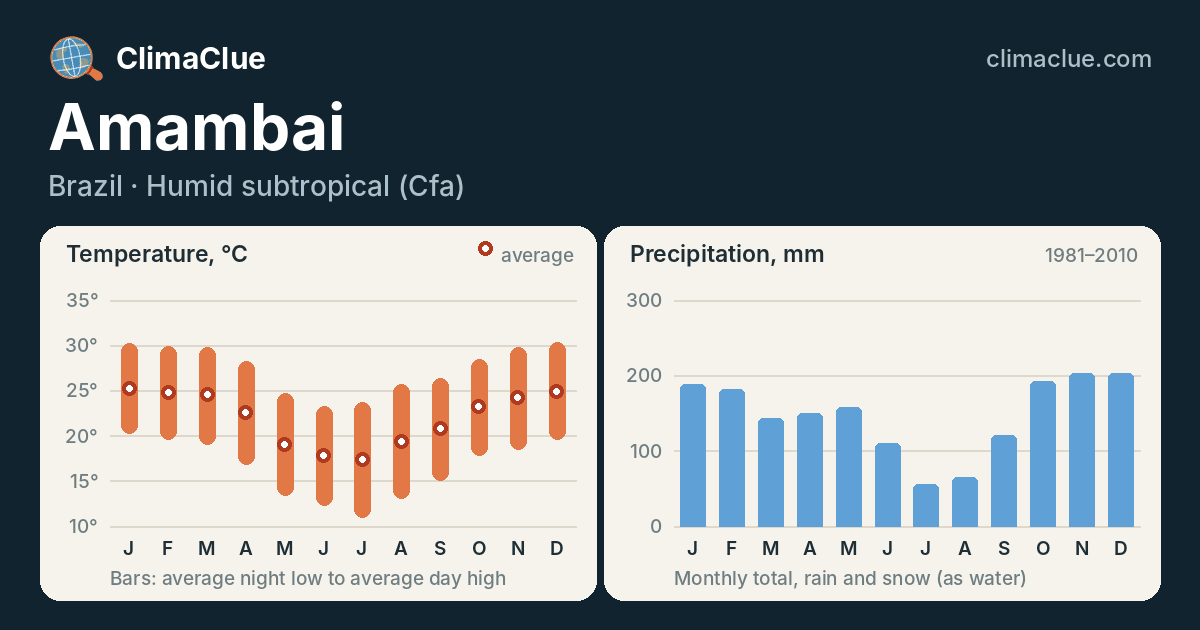 ClimaClue
climaclue.com
Amambai
Brazil · Humid subtropical (Cfa)
Temperature, °C
average
35°
30°
25°
20°
15°
10°
J F M A M J J A S O N D
Bars: average night low to average day high
Precipitation, mm
1981–2010
300
200
100
0
J F M A M J J A S O N D
Monthly total, rain and snow (as water)